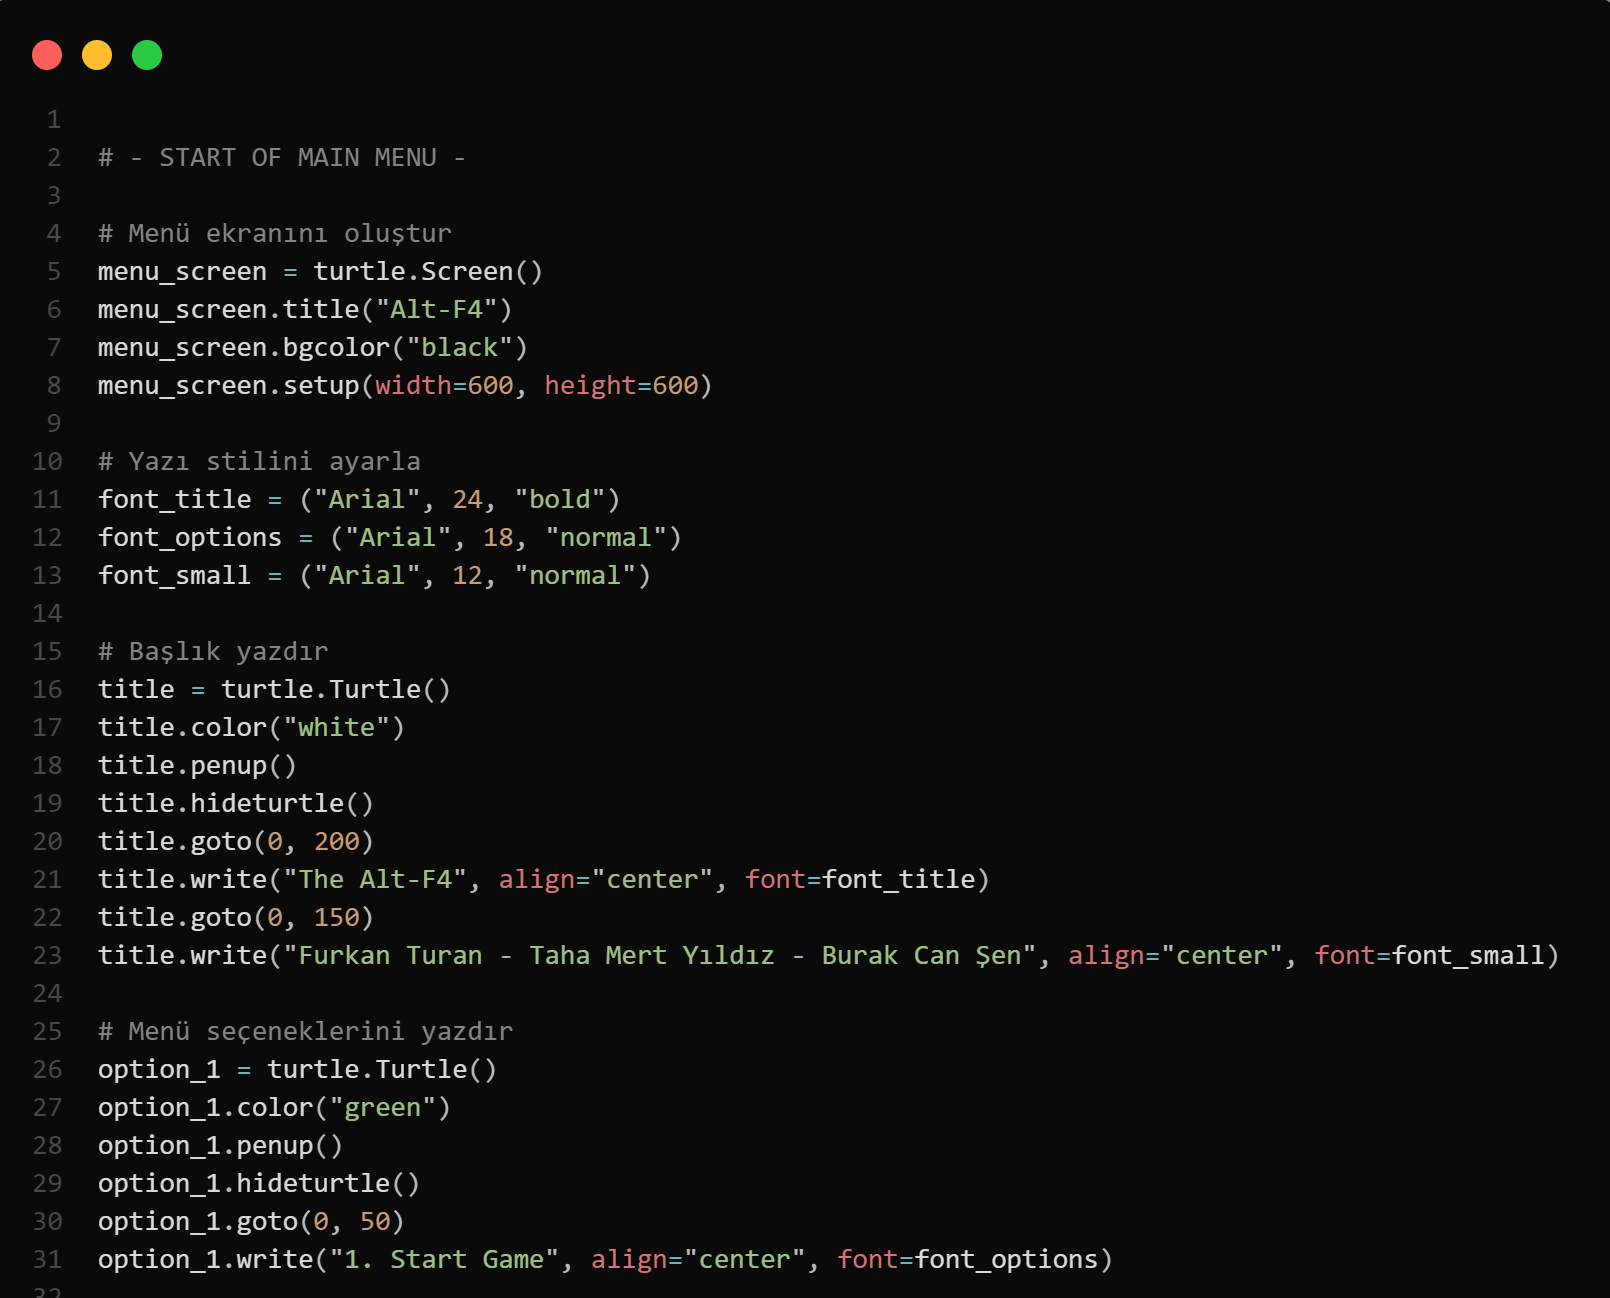 1
2 # - START OF MAIN MENU -
3
4 # Menü ekranını oluştur
5 menu_screen = turtle.Screen()
6 menu_screen.title("Alt-F4")
7 menu_screen.bgcolor("black")
8 menu_screen.setup(width=600, height=600)
9
10 # Yazı stilini ayarla
11 font_title = ("Arial", 24, "bold")
12 font_options = ("Arial", 18, "normal")
13 font_small = ("Arial", 12, "normal")
14
15 # Başlık yazdır
16 title = turtle.Turtle()
17 title.color("white")
18 title.penup()
19 title.hideturtle()
20 title.goto(0, 200)
21 title.write("The Alt-F4", align="center", font=font_title)
22 title.goto(0, 150)
23 title.write("Furkan Turan - Taha Mert Yıldız - Burak Can Şen", align="center", font=font_small)
24
25 # Menü seçeneklerini yazdır
26 option_1 = turtle.Turtle()
27 option_1.color("green")
28 option_1.penup()
29 option_1.hideturtle()
30 option_1.goto(0, 50)
31 option_1.write("1. Start Game", align="center", font=font_options)
32